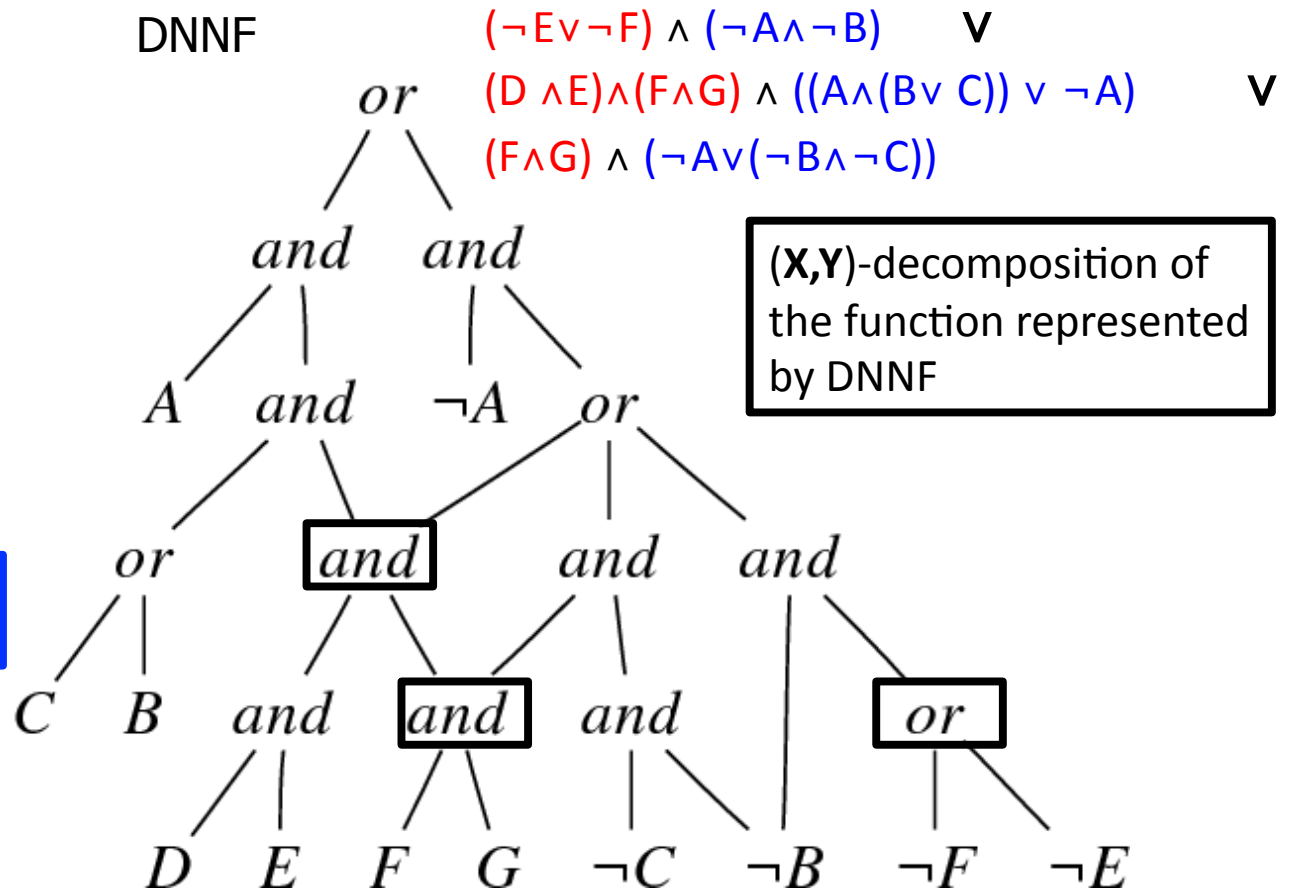 DNNF
(¬E∨¬F) ∧ (¬A∧¬B) ∨
(D ∧E)∧(F∧G) ∧ ((A∧(B∨ C)) ∨ ¬A) ∨
(F∧G) ∧ (¬A∨(¬B∧¬C))
or
and and
(X,Y)-decomposition of
the function represented
by DNNF
A and ¬A or
or and and and
C B and and and or
D E F G ¬C ¬B ¬F ¬E